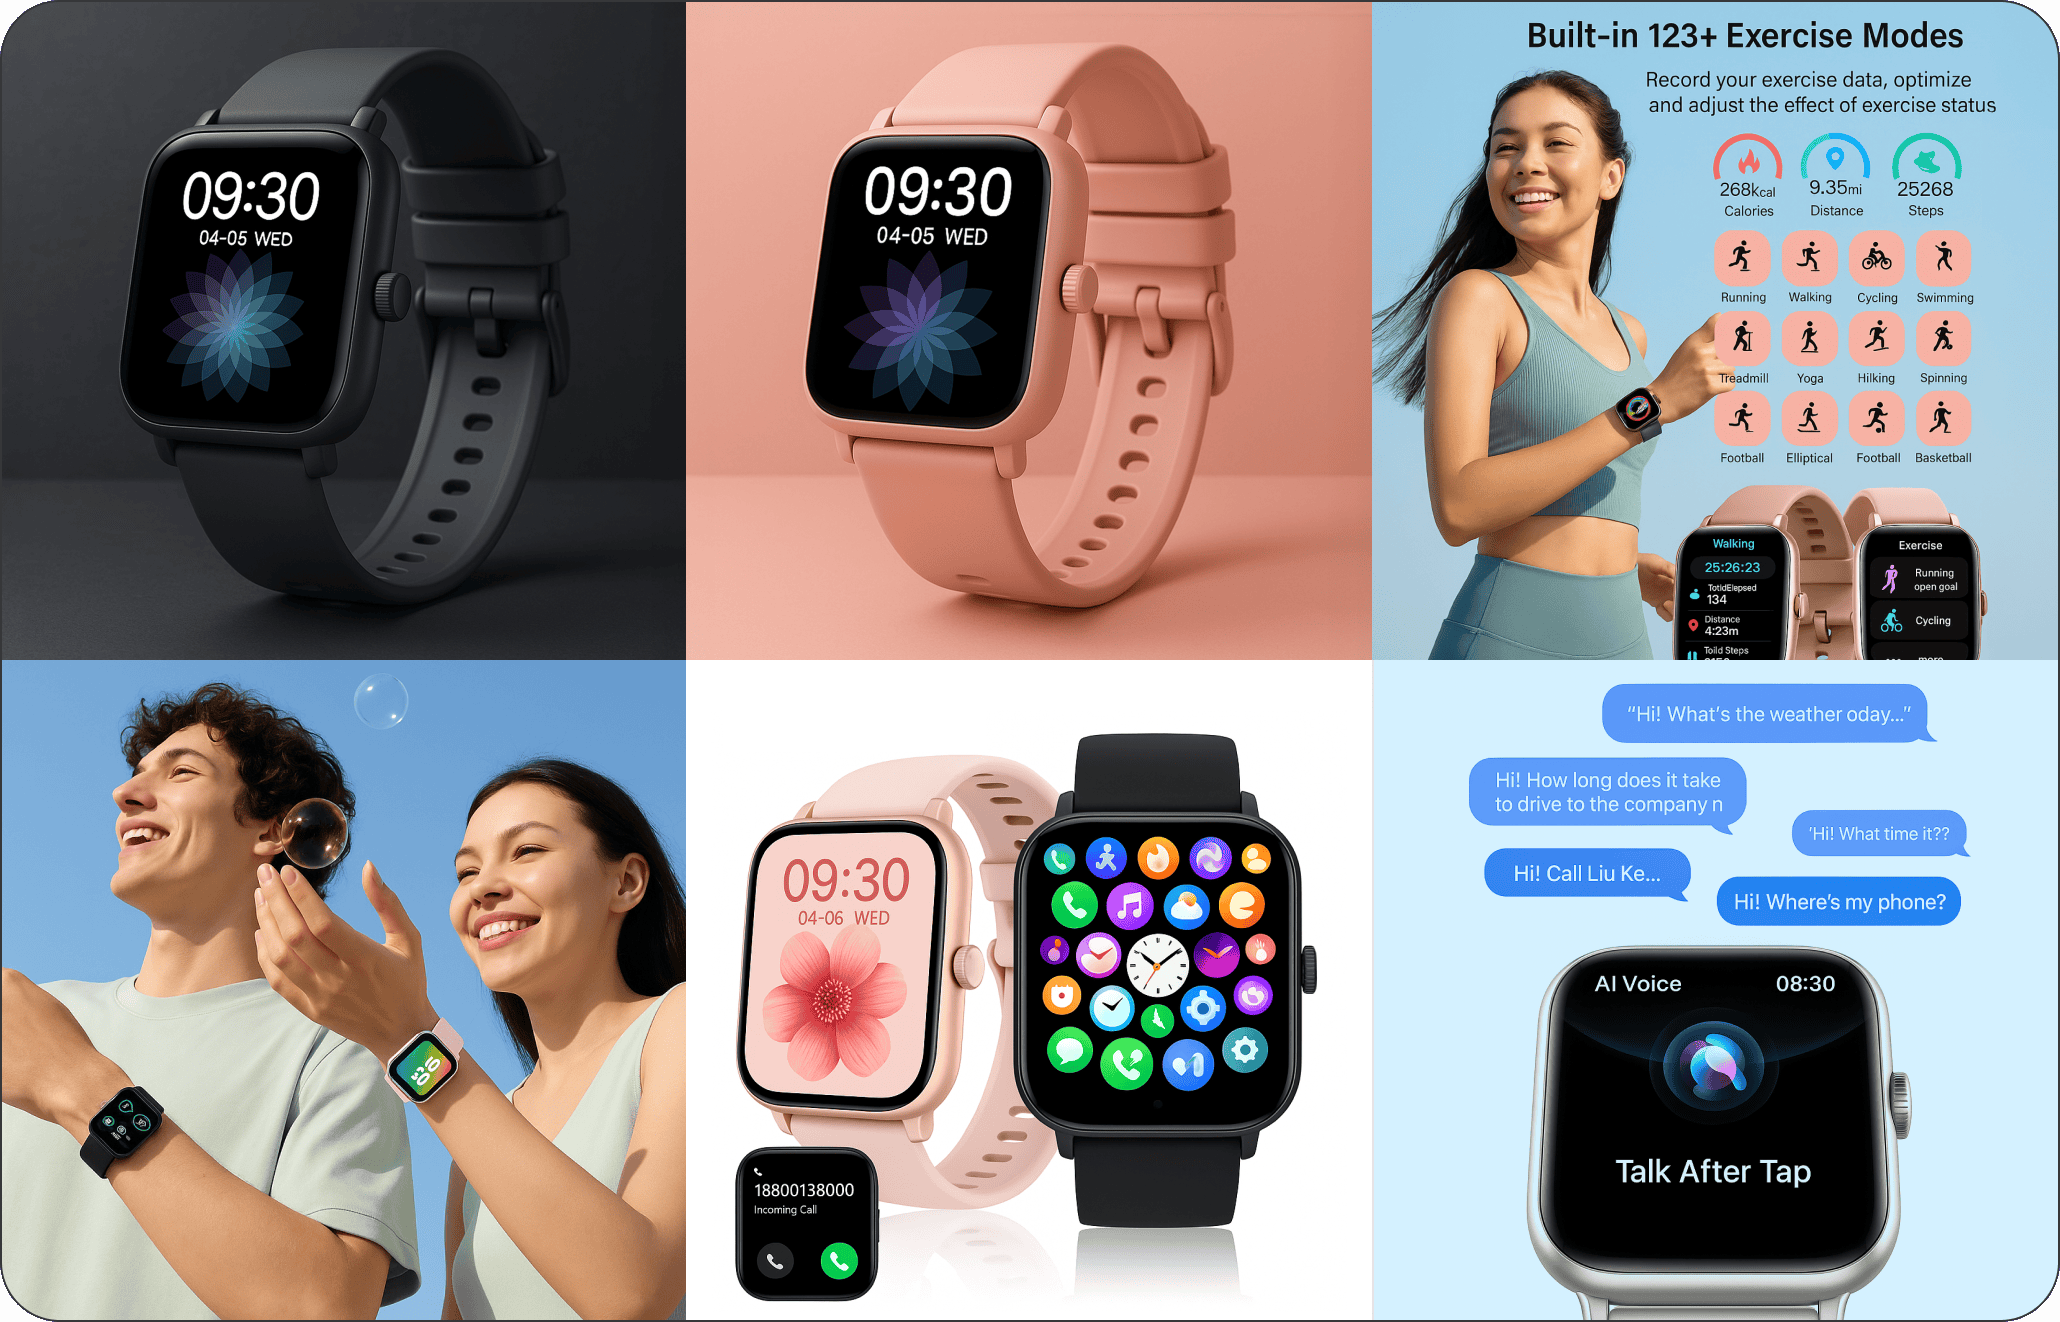 09:30
04-05 WED
09:30
04-05 WED
Built-in 123+ Exercise Modes
Record your exercise data, optimize
and adjust the effect of exercise status
268kcal
Calories
9.35mi
Distance
25268
Steps
Running
Walking
Cycling
Swimming
Treadmill
Yoga
Hilking
Spinning
Football
Elliptical
Football
Basketball
Walking
25:26:23
TotldElepsed
134
Distance
4:23m
Toild Steps
Exercise
Running
open goal
Cycling
more
09:30
04-06 WED
18800138000
Incoming Call
“Hi! What's the weather oday...”
Hi! How long does it take
to drive to the company n
'Hi! What time it??
Hi! Call Liu Ke...
Hi! Where's my phone?
AI Voice 08:30
Talk After Tap